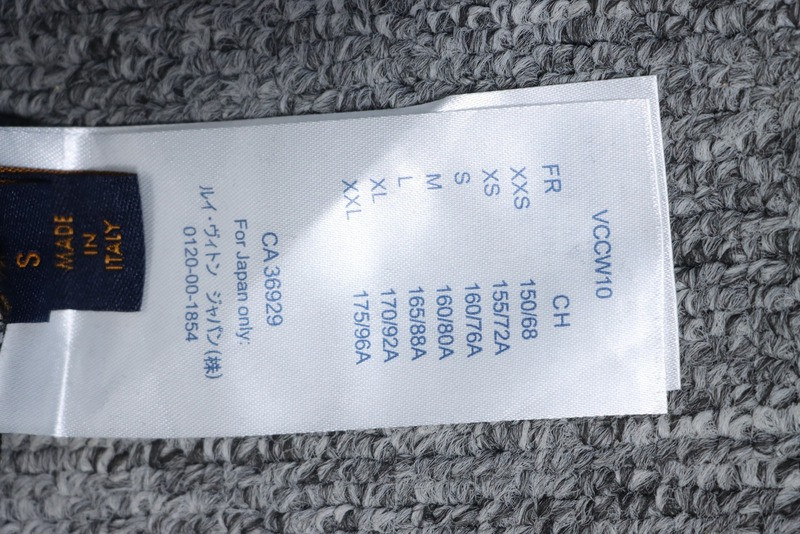 VCCW10
FR CH
XXS 150/68
XS 155/72A
S 160/76A
M 160/80A
L 165/88A
XL 170/92A
XXL 175/96A
CA 36929
For Japan only:
ルイ・ヴィトン ジャパン(株)
0120-00-1854
S
MADE
IN
ITALY